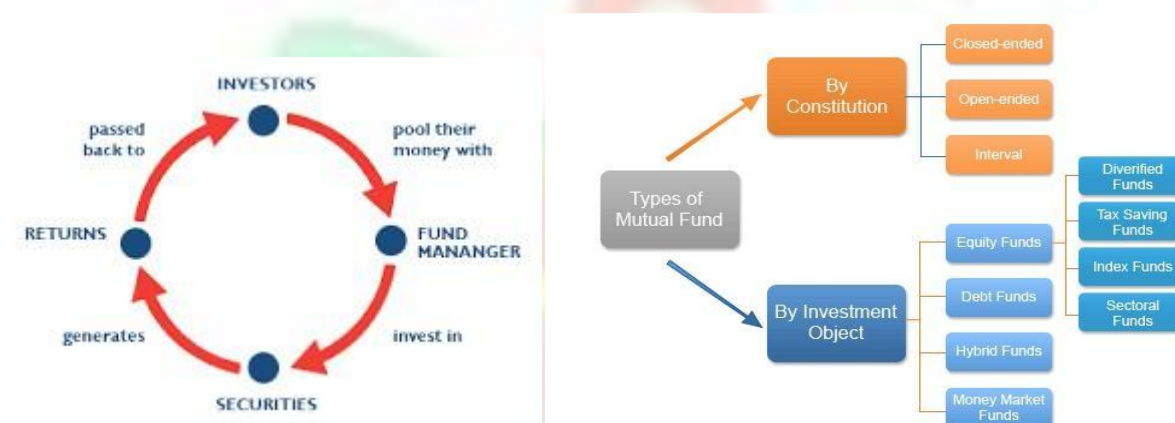 INVESTORS
passed
back to
pool their
money with
RETURNS
FUND
MANANGER
generates
invest in
SECURITIES
Types of
Mutual Fund
By
Constitution
Closed-ended
Open-ended
Interval
By Investment
Object
Equity Funds
Debt Funds
Hybrid Funds
Money Market
Funds
Diverified
Funds
Tax Saving
Funds
Index Funds
Sectoral
Funds